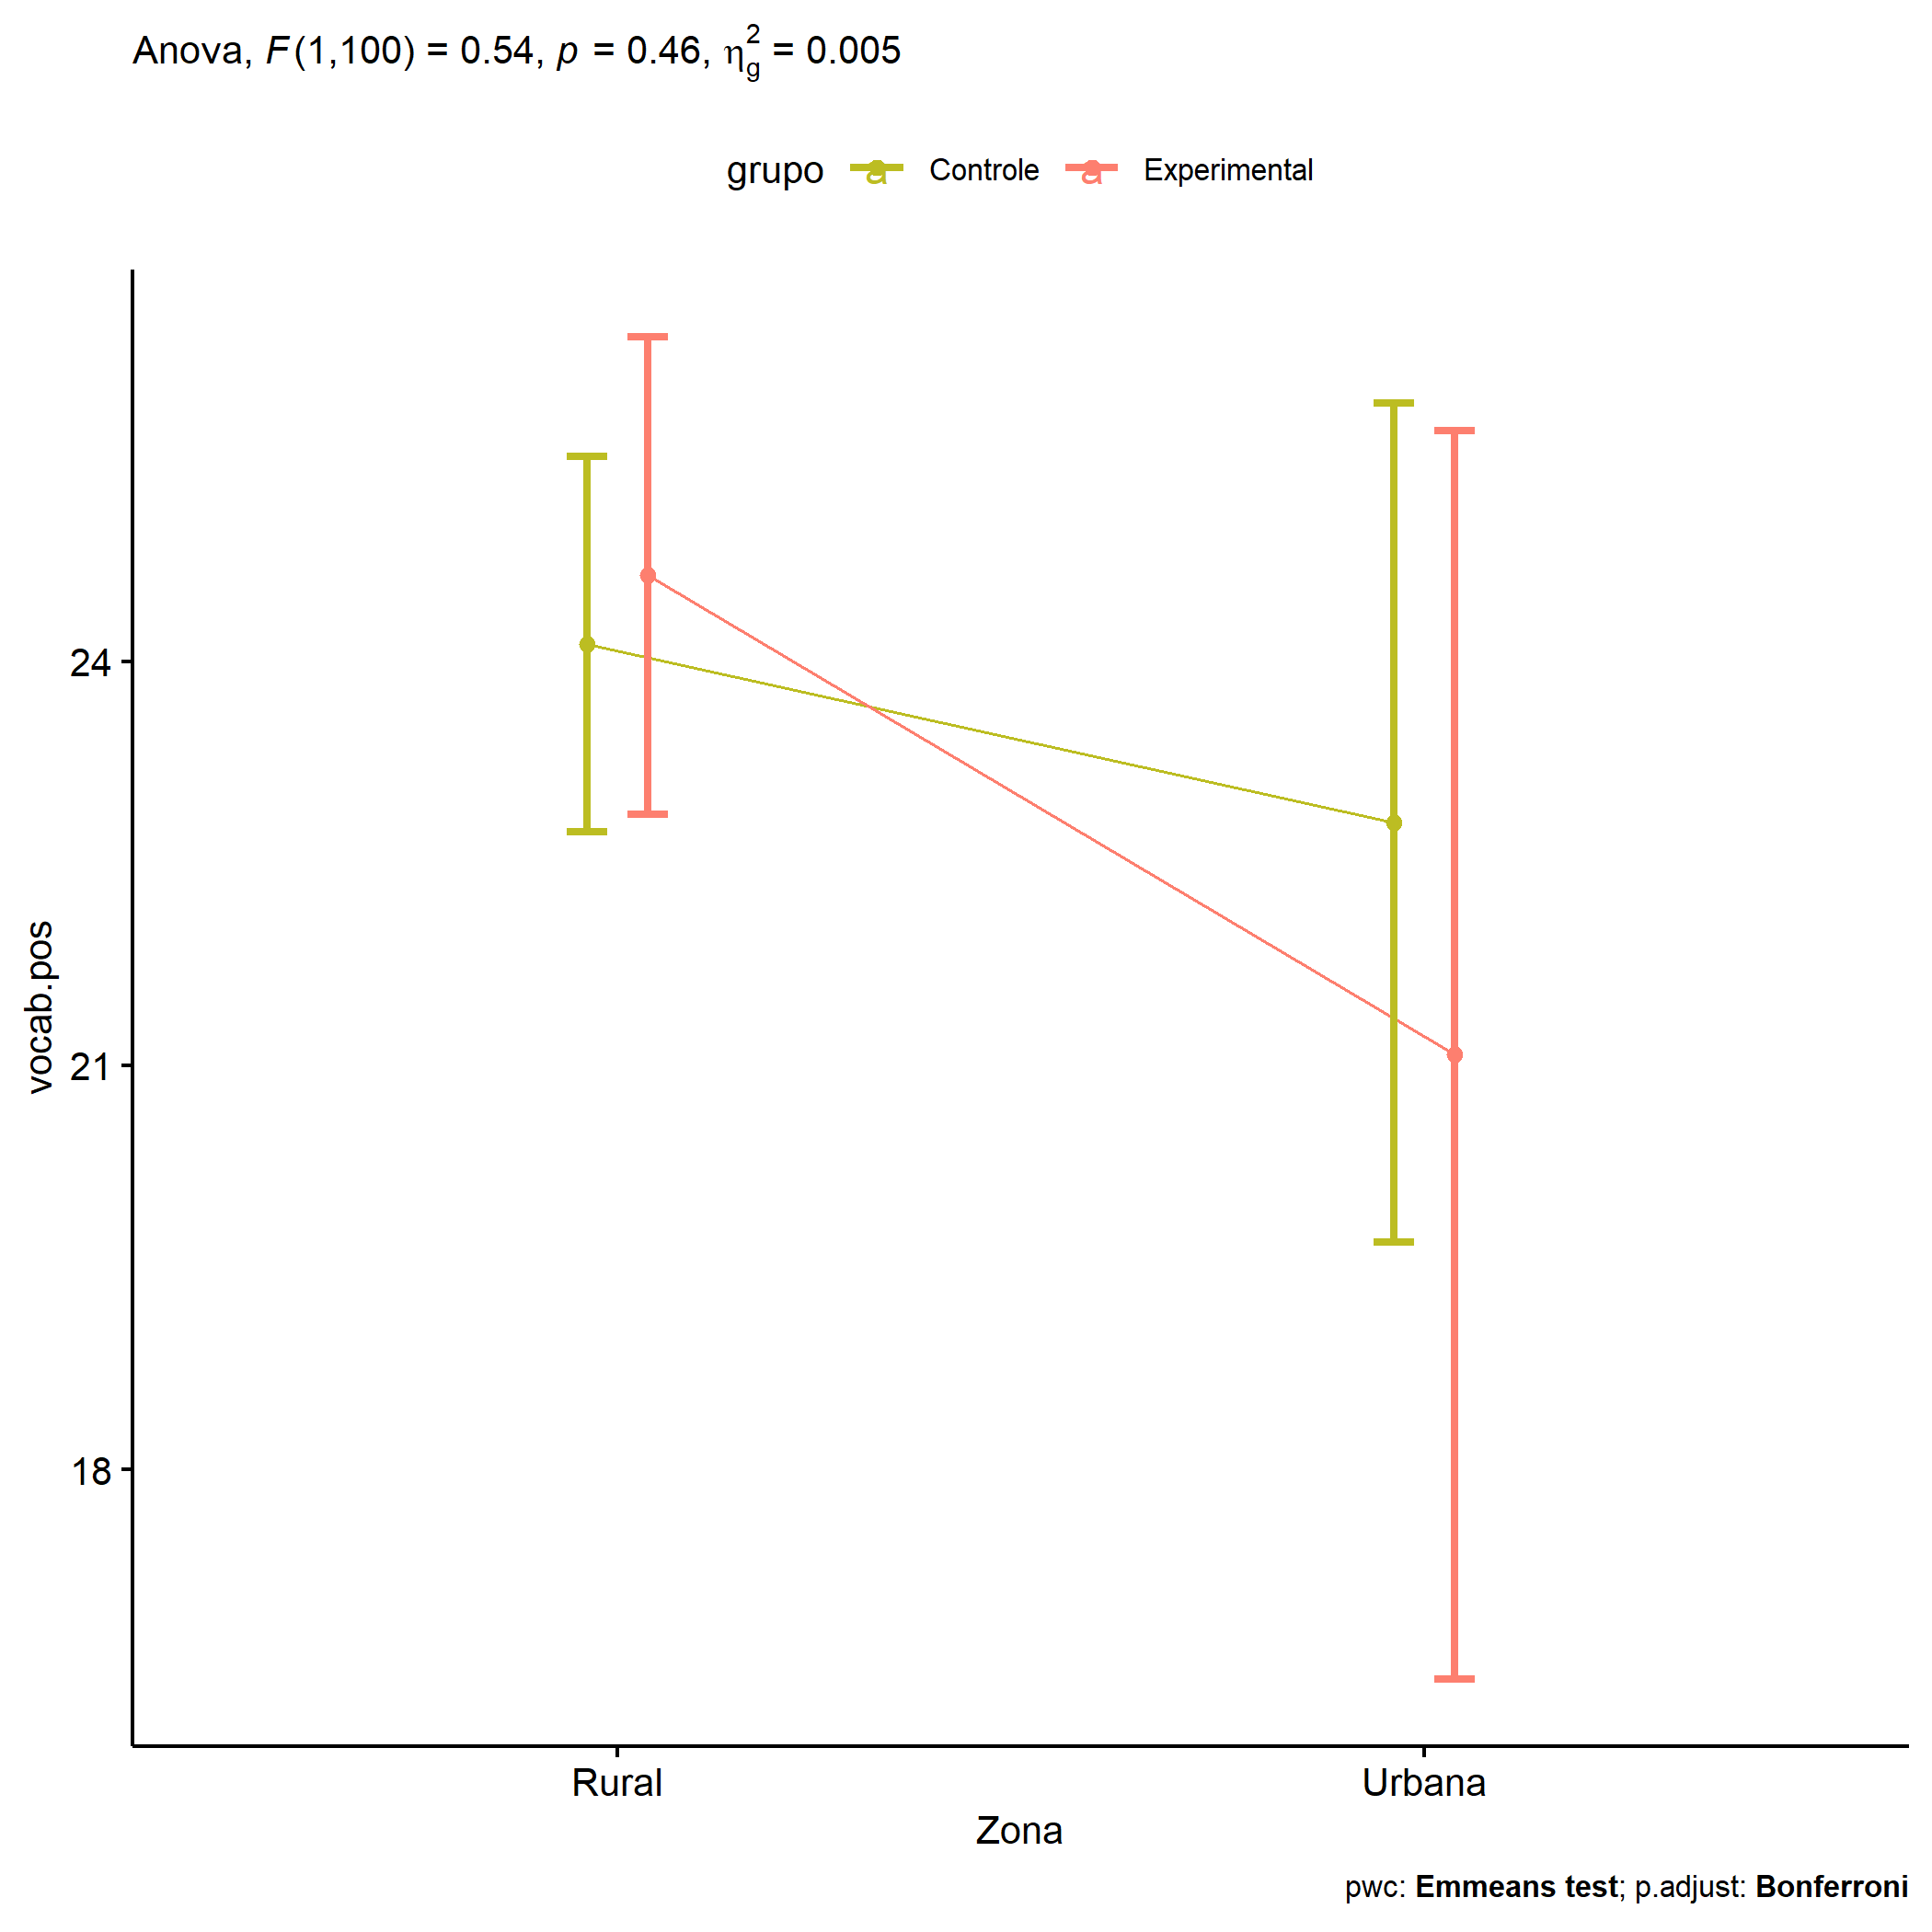 Anova, F(1,100) = 0.54, p = 0.46, η²g = 0.005
grupo a Controle a Experimental
24
21
18
vocab.pos
Rural Urbana
Zona
pwc: Emmeans test; p.adjust: Bonferroni